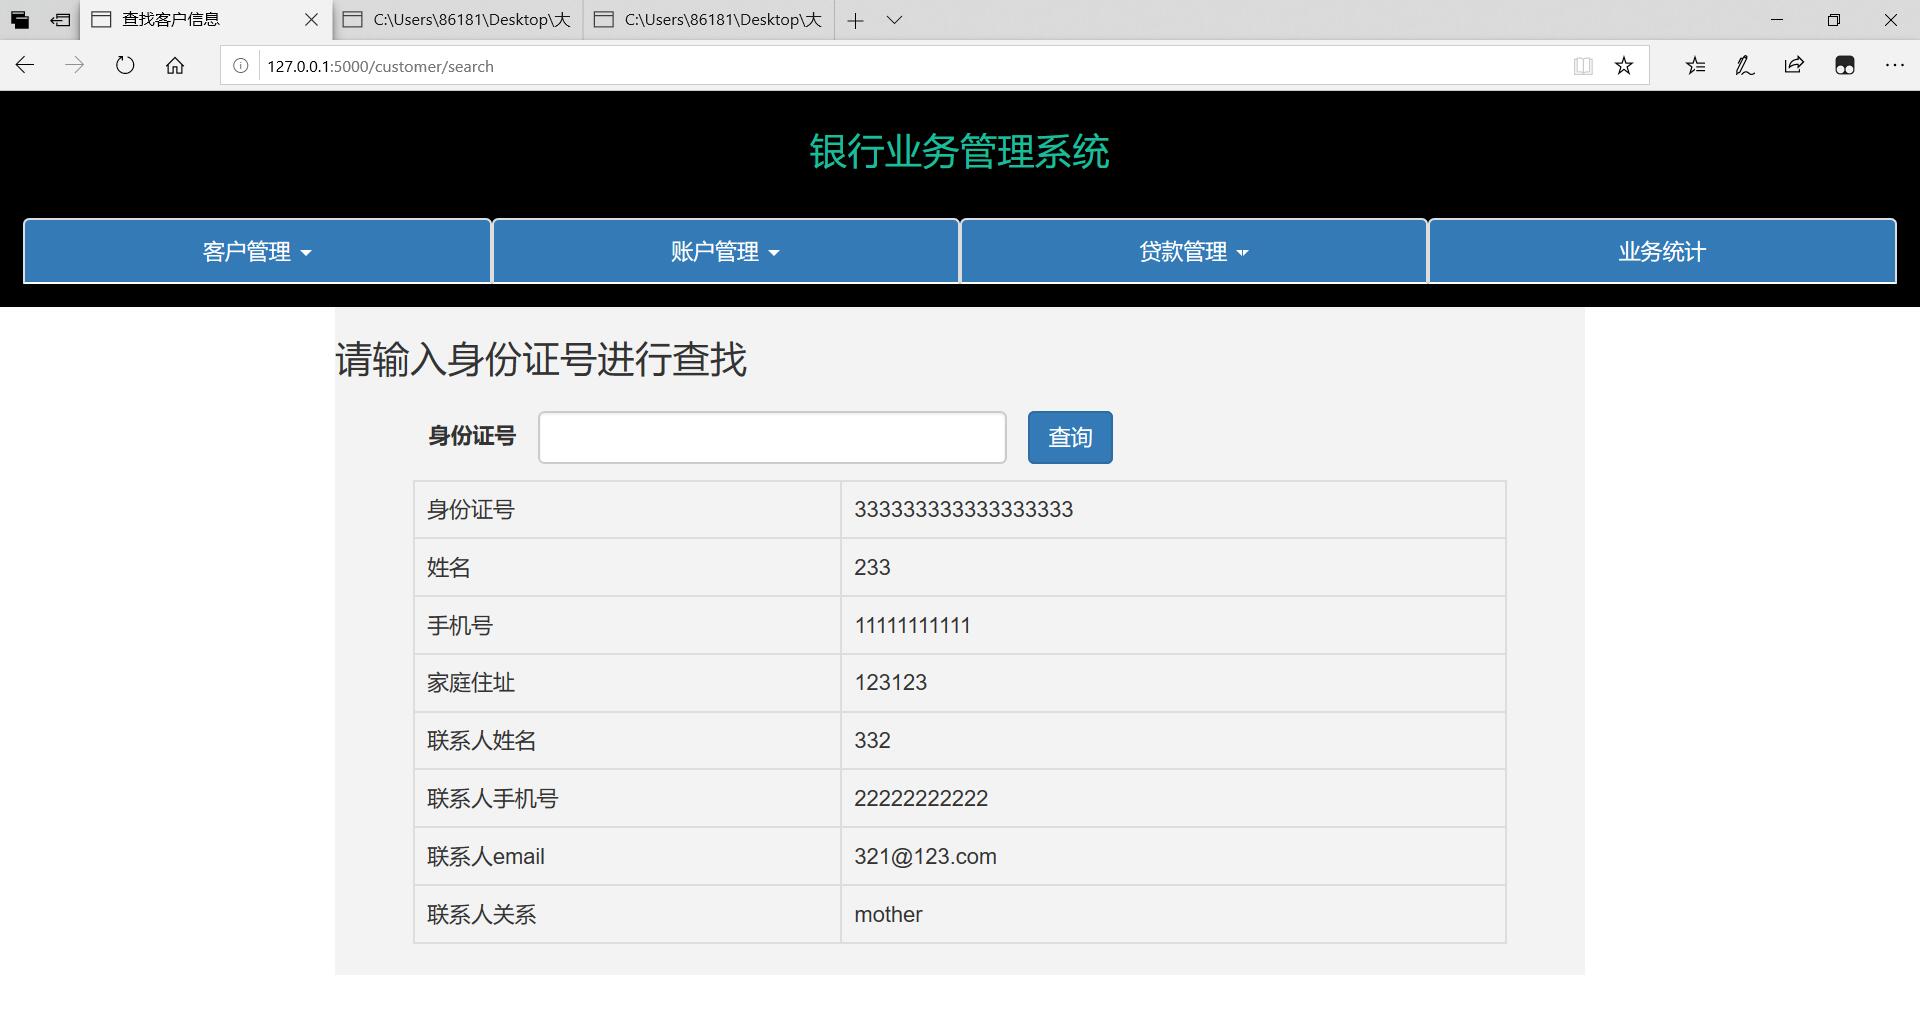 查找客户信息
C:\Users\86181\Desktop\大
C:\Users\86181\Desktop\大
127.0.0.1:5000/customer/search
银行业务管理系统
客户管理
账户管理
贷款管理
业务统计
请输入身份证号进行查找
身份证号
查询
身份证号 333333333333333333
姓名 233
手机号 11111111111
家庭住址 123123
联系人姓名 332
联系人手机号 22222222222
联系人email 321@123.com
联系人关系 mother